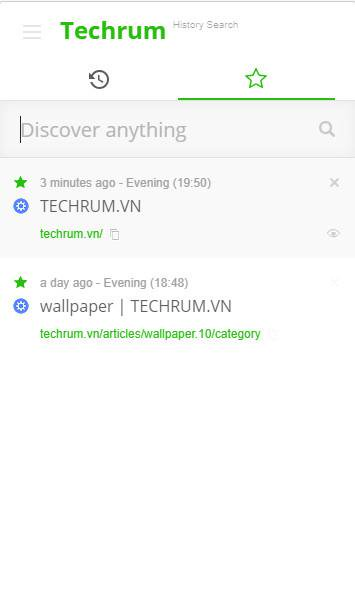 Techrum History Search
Discover anything
3 minutes ago - Evening (19:50)
TECHRUM.VN
techrum.vn/
a day ago - Evening (18:48)
wallpaper | TECHRUM.VN
techrum.vn/articles/wallpaper.10/category